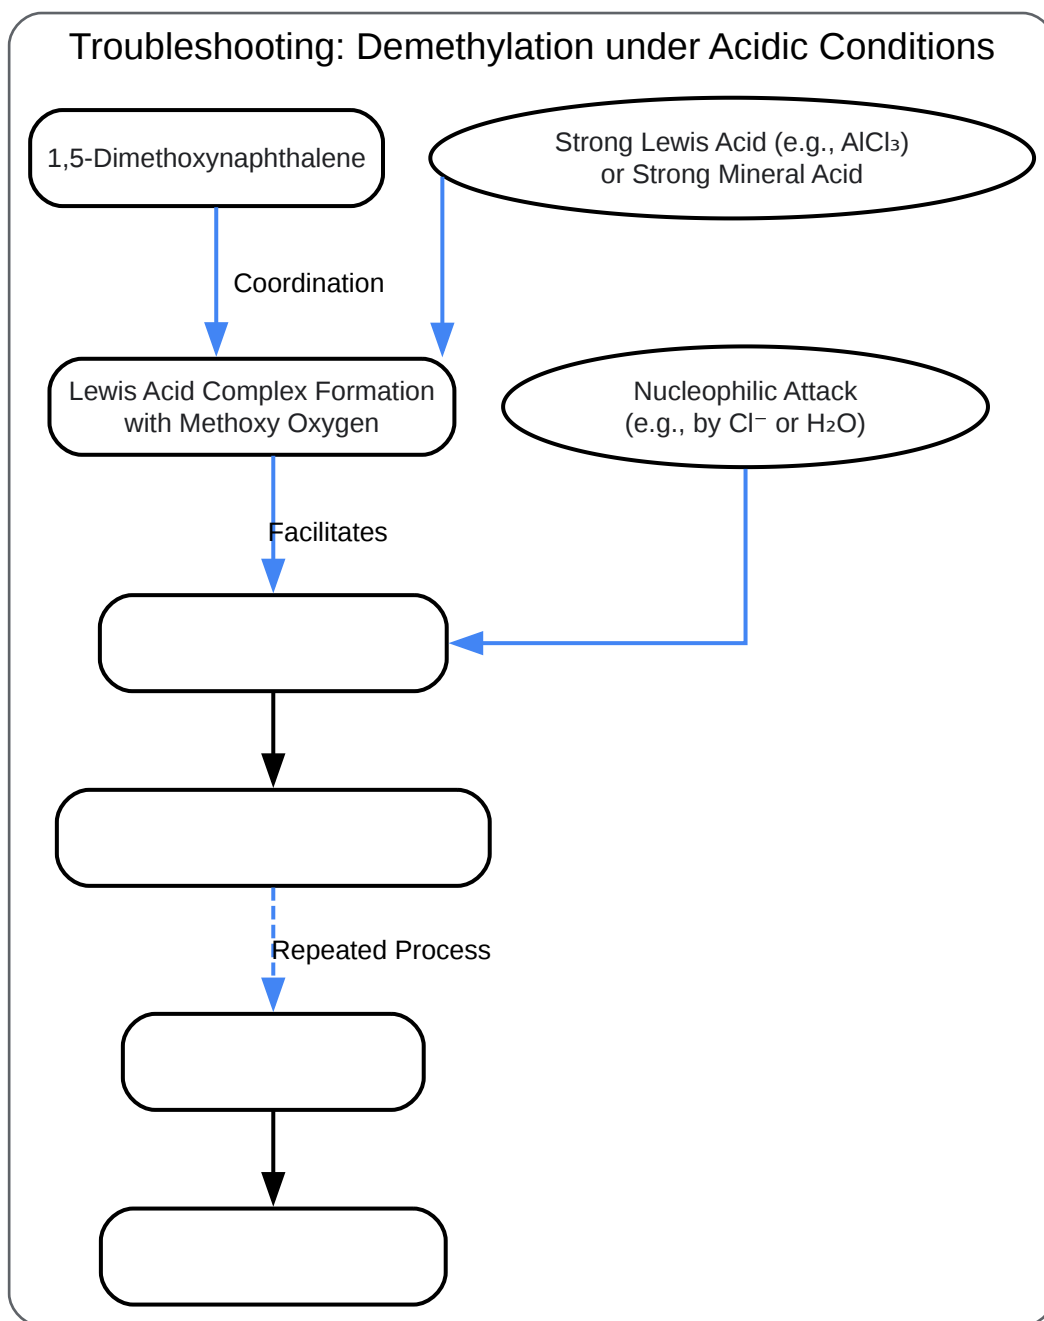 Troubleshooting: Demethylation under Acidic Conditions
1,5-Dimethoxynaphthalene
Strong Lewis Acid (e.g., AlCl₃)
or Strong Mineral Acid
Coordination
Lewis Acid Complex Formation
with Methoxy Oxygen
Nucleophilic Attack
(e.g., by Cl⁻ or H₂O)
Facilitates
Repeated Process